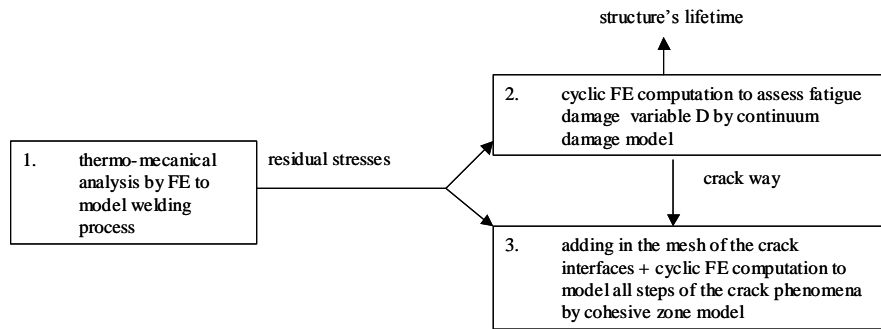 structure's lifetime
2. cyclic FE computation to assess fatigue
damage variable D by continuum
damage model
1. thermo-mecanical
analysis by FE to
model welding
process
residual stresses
crack way
3. adding in the mesh of the crack
interfaces + cyclic FE computation to
model all steps of the crack phenomena
by cohesive zone model